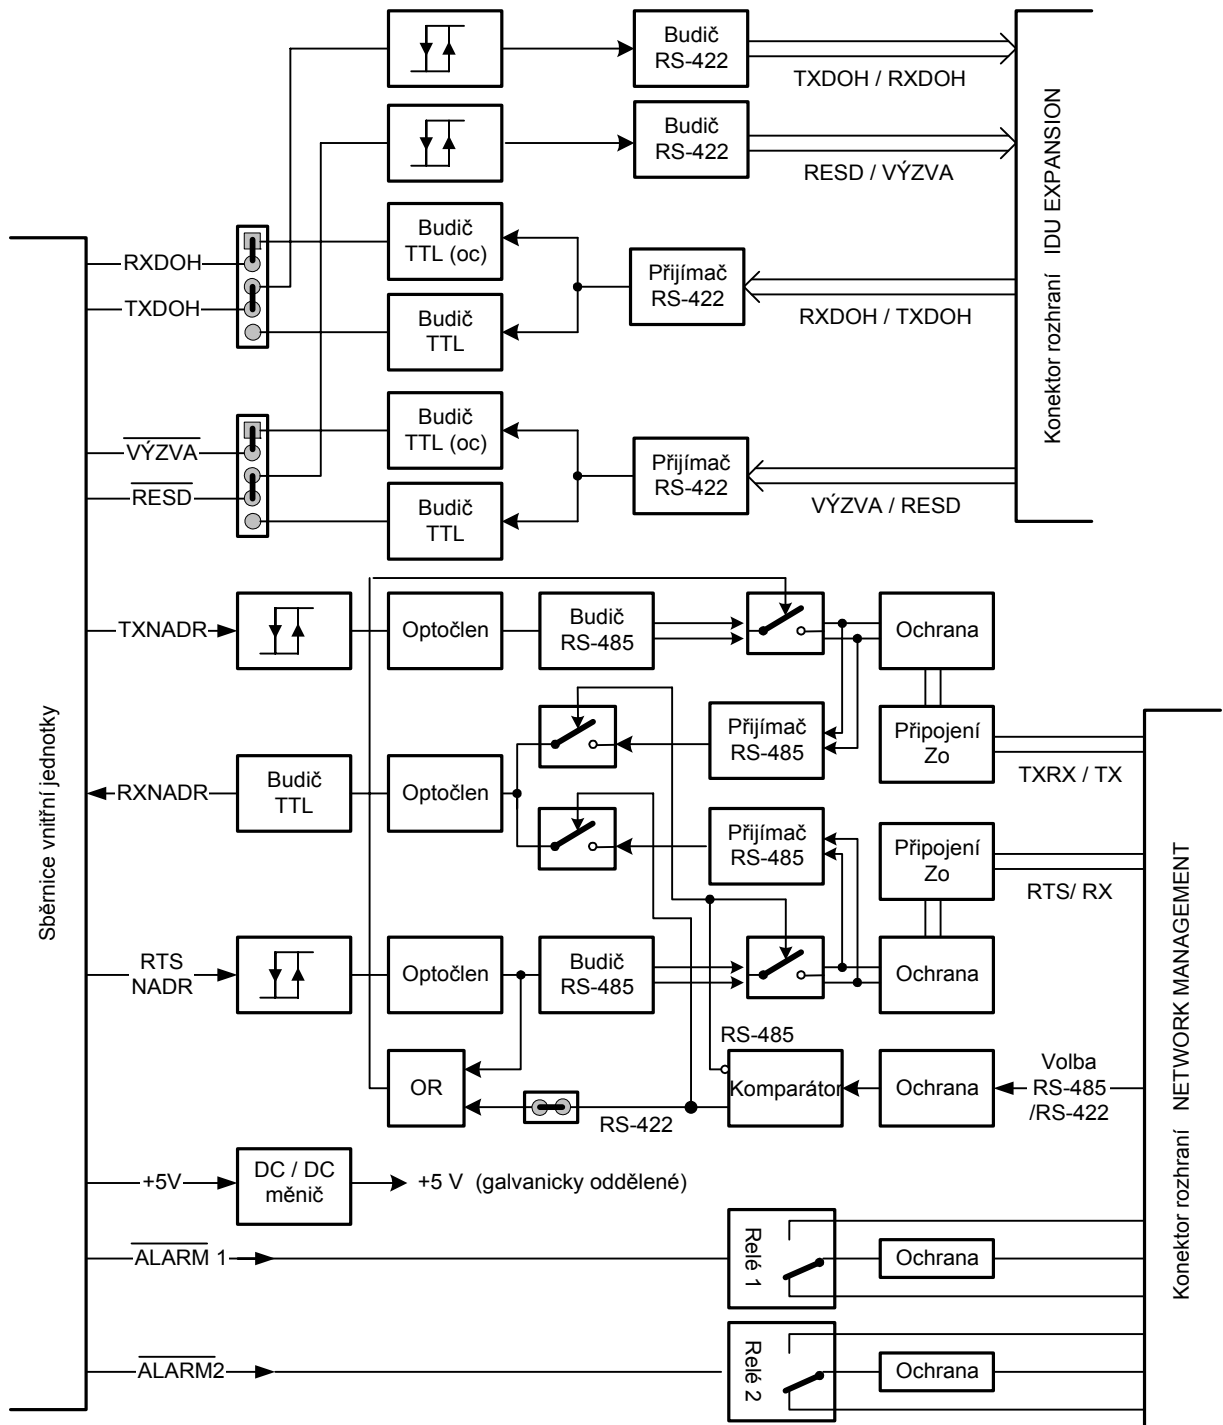 Budič
RS-422
TXDOH / RXDOH
Budič
RS-422
RESD / VÝZVA
Konektor rozhraní IDU EXPANSION
RXDOH
TXDOH
Budič
TTL (oc)
Budič
TTL
Přijímač
RS-422
RXDOH / TXDOH
VÝZVA
RESD
Budič
TTL (oc)
Budič
TTL
Přijímač
RS-422
VÝZVA / RESD
Sběrnice vnitřní jednotky
TXNADR
Optočlen
Budič
RS-485
Ochrana
Přijímač
RS-485
Připojení
Zo
TXRX / TX
RXNADR
Budič
TTL
Optočlen
Přijímač
RS-485
Připojení
Zo
RTS/ RX
Konektor rozhraní NETWORK MANAGEMENT
RTS
NADR
Optočlen
Budič
RS-485
Ochrana
RS-485
OR
RS-422
Komparátor
Ochrana
Volba
RS-485
/RS-422
+5V
DC / DC
měnič
+5 V (galvanicky oddělené)
ALARM 1
Relé 1
Ochrana
ALARM2
Relé 2
Ochrana